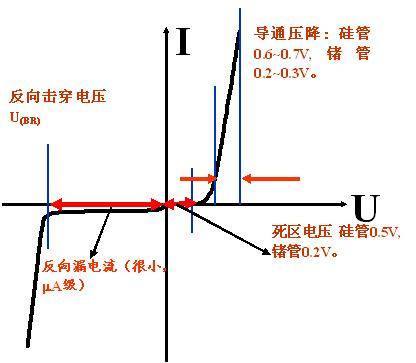 I
导通压降：硅管
0.6~0.7V, 锗 管
0.2~0.3V。
反向击穿电压
U(BR)
U
死区电压 硅管0.5V,
锗管0.2V。
反向漏电流（很小，
μA级）